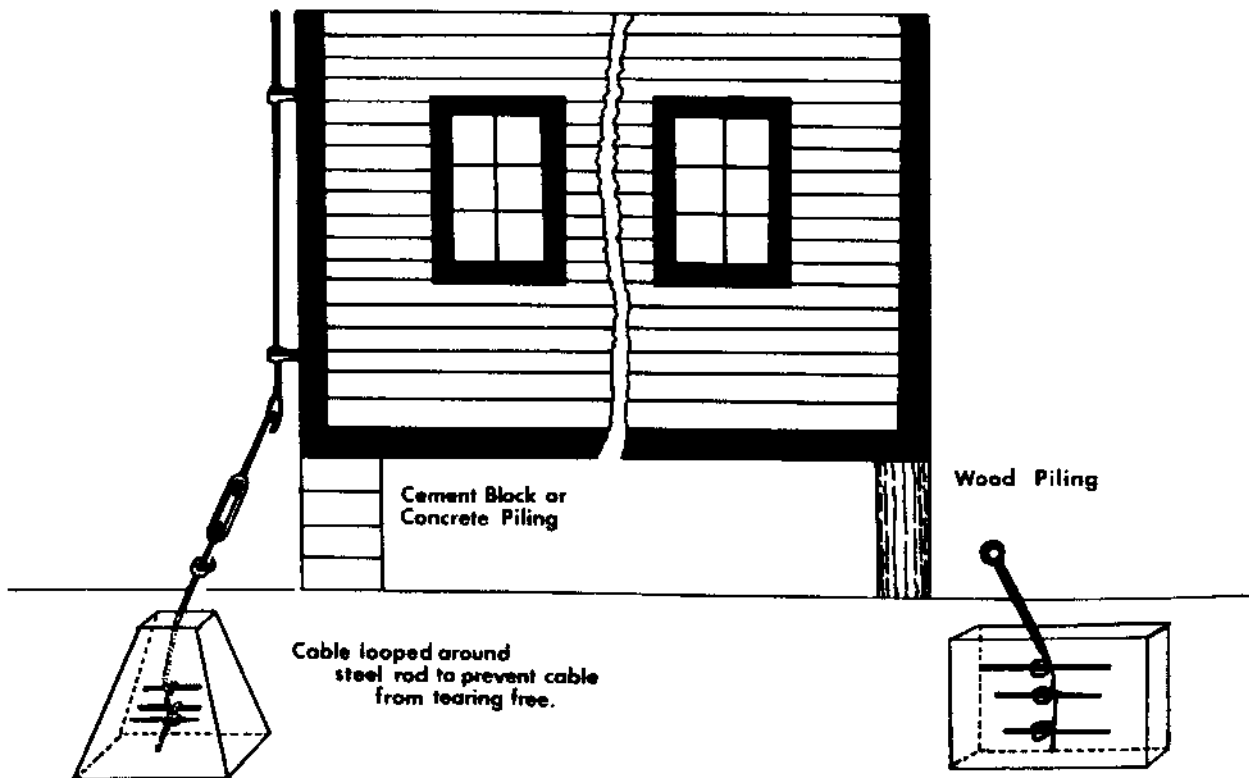 Cement Block or
Concrete Piling
Wood Piling
Cable looped around
steel rod to prevent cable
from tearing free.